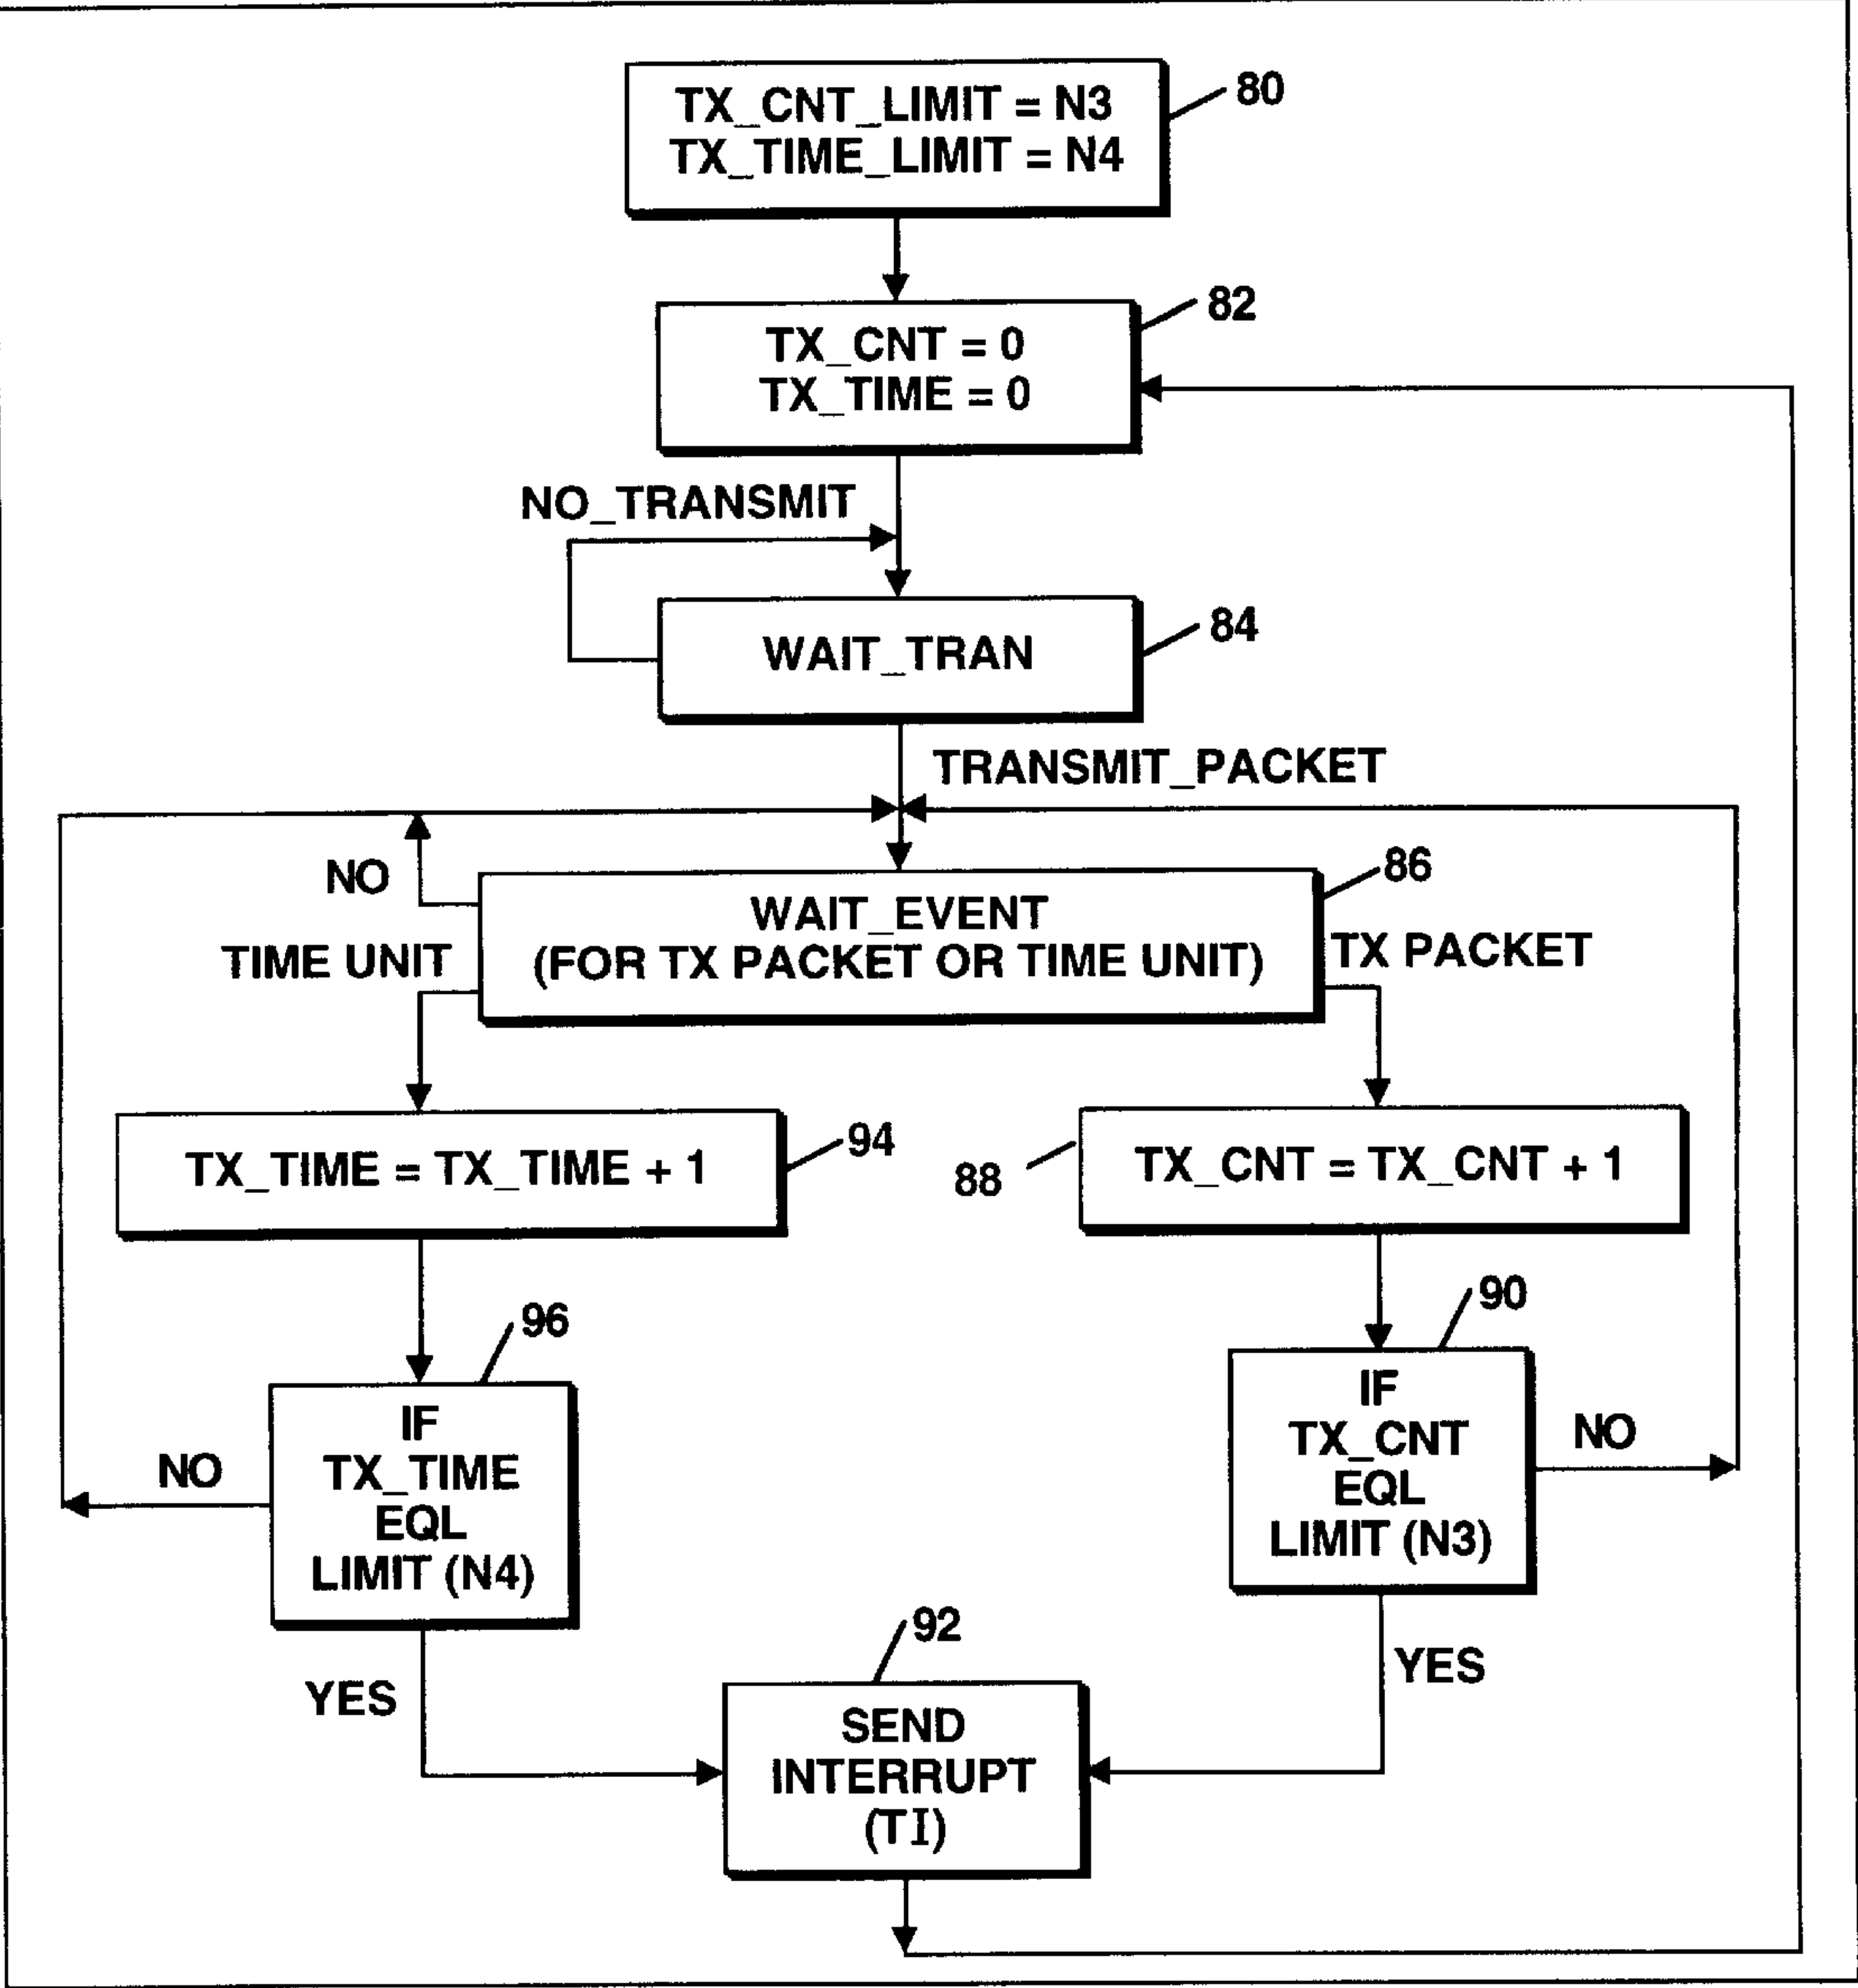 TX_CNT_LIMIT = N3
TX_TIME_LIMIT = N4
80
TX_CNT = 0
TX_TIME = 0
82
NO_TRANSMIT
WAIT_TRAN
84
TRANSMIT_PACKET
NO
WAIT_EVENT
(FOR TX PACKET OR TIME UNIT)
86
TIME UNIT
TX PACKET
TX_TIME = TX_TIME + 1
94
88
TX_CNT = TX_CNT + 1
96
IF
TX_TIME
EQL
LIMIT (N4)
NO
YES
90
IF
TX_CNT
EQL
LIMIT (N3)
NO
YES
92
SEND
INTERRUPT
(TI)